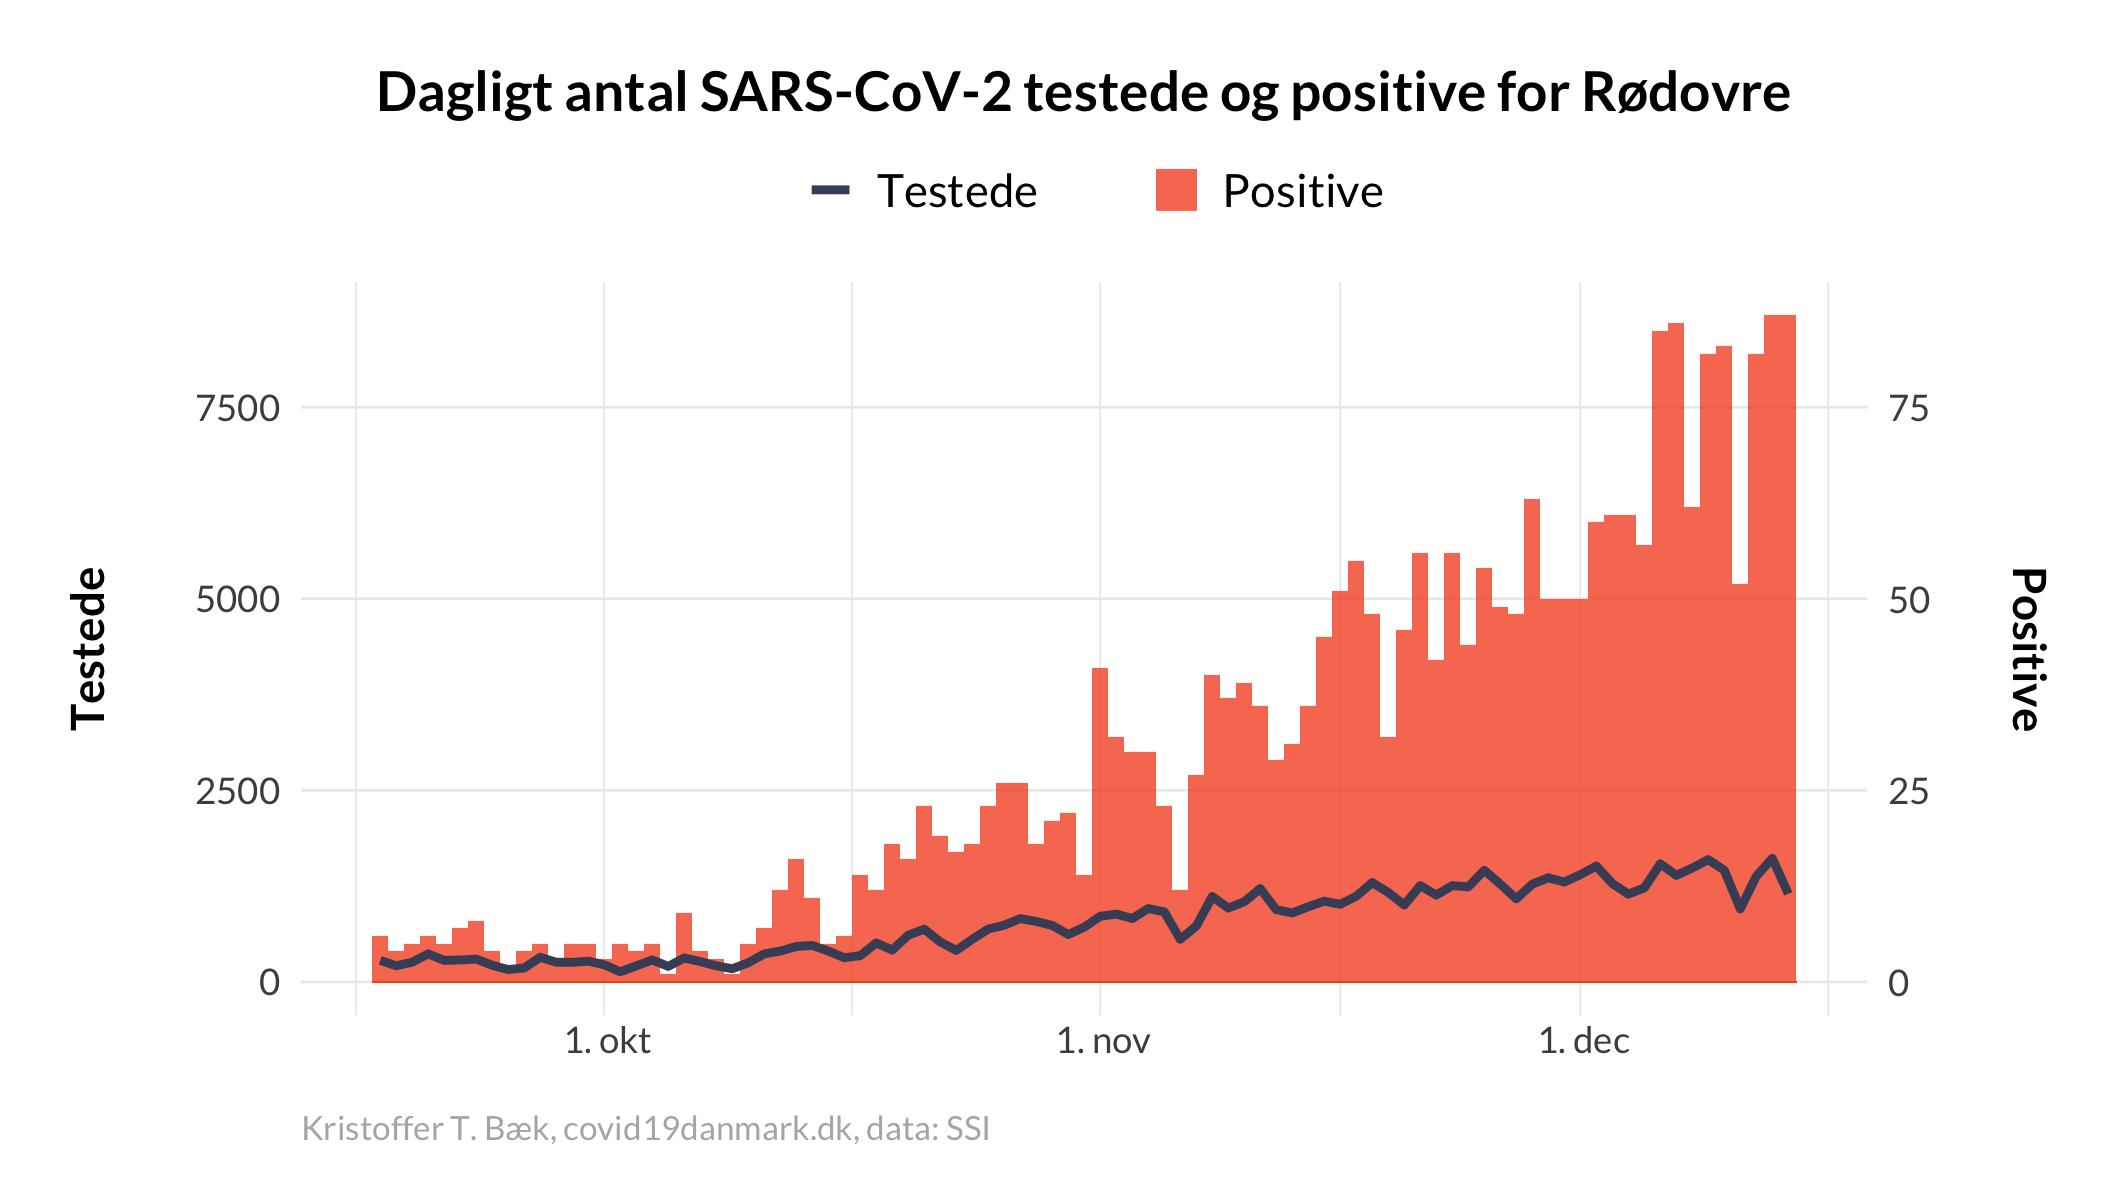 Dagligt antal SARS-CoV-2 testede og positive for Rødovre
Testede
Positive
7500
5000
2500
0
Testede
75
50
25
0
Positive
1. okt
1. nov
1. dec
Kristoffer T. Bæk, covid19danmark.dk, data: SSI